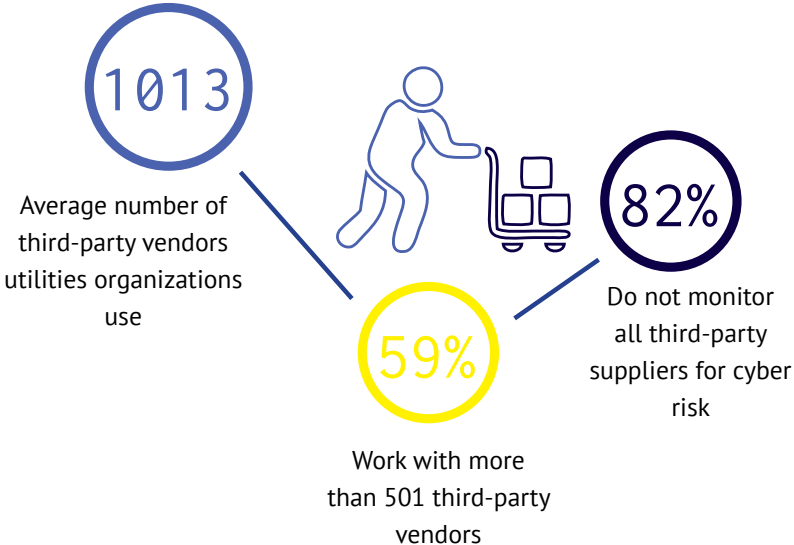 1013
Average number of
third-party vendors
utilities organizations
use
59%
Work with more
than 501 third-party
vendors
82%
Do not monitor
all third-party
suppliers for cyber
risk